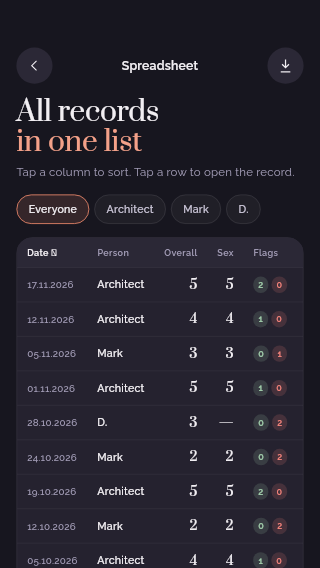 Spreadsheet
All records
in one list
Tap a column to sort. Tap a row to open the record.
Everyone Architect Mark D.
Date Person Overall Sex Flags
17.11.2026 Architect 5 5 2 0
12.11.2026 Architect 4 4 1 0
05.11.2026 Mark 3 3 0 1
01.11.2026 Architect 5 5 1 0
28.10.2026 D. 3 — 0 2
24.10.2026 Mark 2 2 0 2
19.10.2026 Architect 5 5 2 0
12.10.2026 Mark 2 2 0 2
05.10.2026 Architect 4 4 1 0